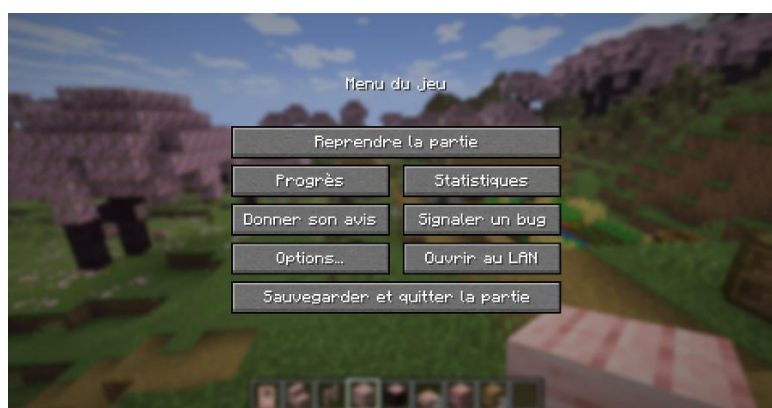 Menu du jeu
Reprendre la partie
Progrès
Statistiques
Donner son avis
Signaler un bug
Options...
Ouvrir au LAN
Sauvegarder et quitter la partie